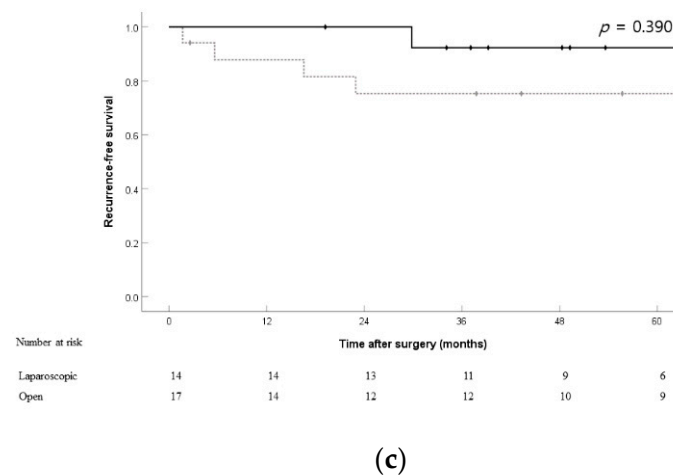 p = 0.390
1.0
0.8
0.6
0.4
0.2
0.0
Recurrence-free survival
0 12 24 36 48 60
Number at risk
Time after surgery (months)
Laparoscopic 14 14 13 11 9 6
Open 17 14 12 12 10 9
(c)